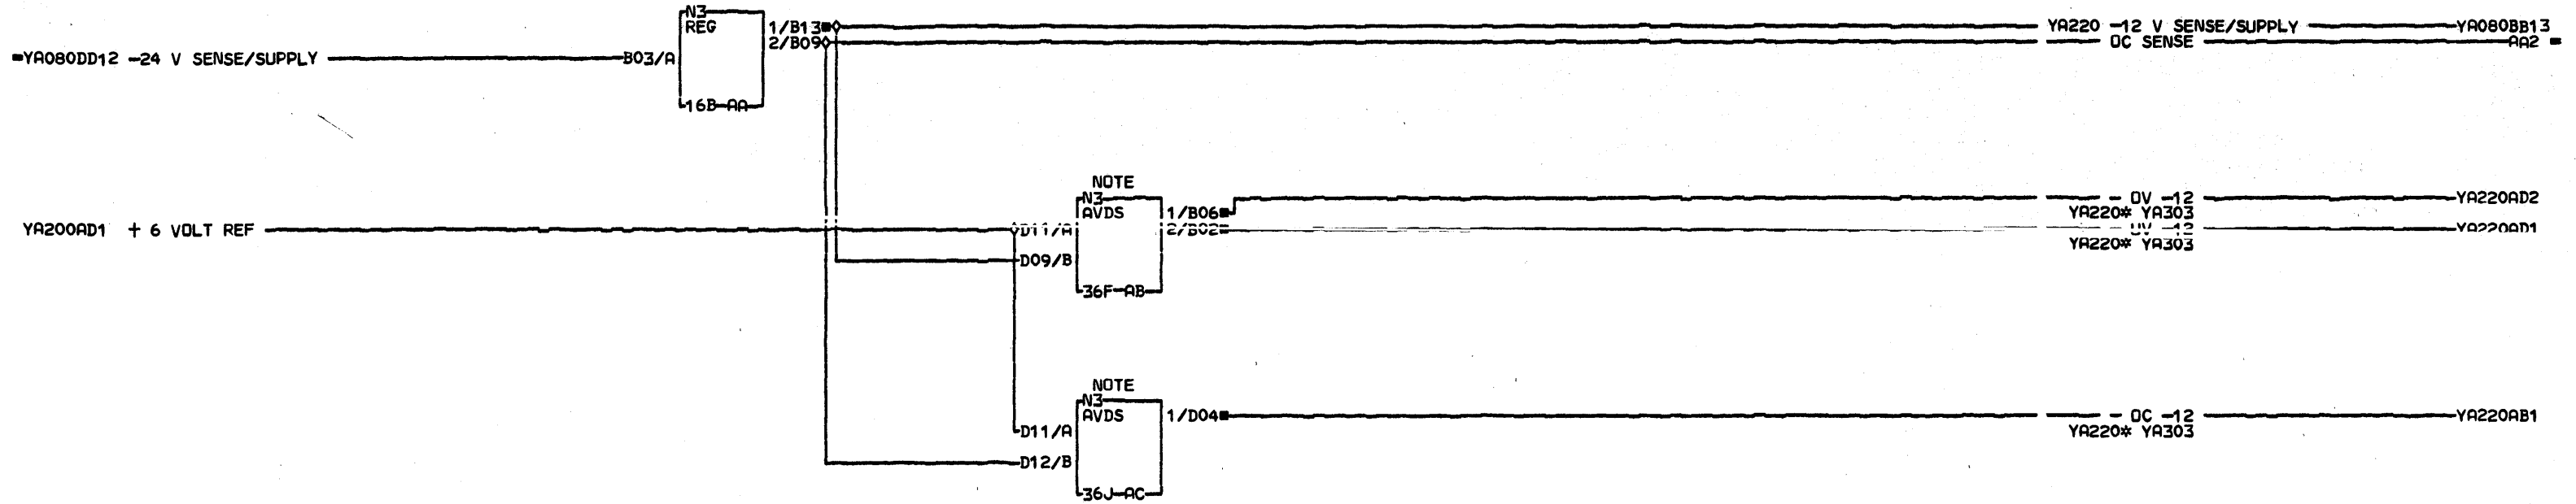 N3
REG
1/B13
2/B09
YA220 -12 V SENSE/SUPPLY
YA080BB13
OC SENSE
AA2
YA080DD12 -24 V SENSE/SUPPLY
B03/A
16B-AA
NOTE
N3
AVDS
1/B06
- OV -12
YA220AD2
YA220* YA303
YA200AD1 + 6 VOLT REF
D11/A
2/B02
- UV -12
YA220AD1
YA220* YA303
D09/B
36F-AB
NOTE
N3
AVDS
1/D04
- OC -12
YA220AB1
YA220* YA303
D11/A
D12/B
36J-AC